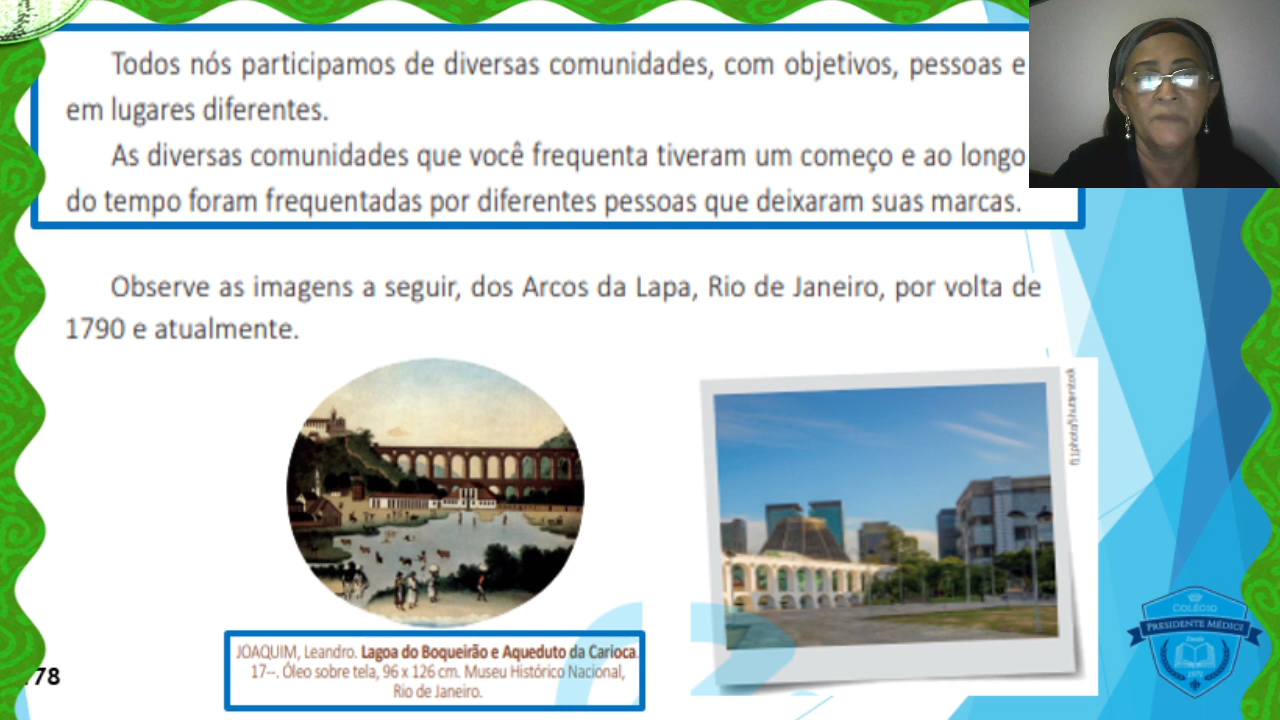 Todos nós participamos de diversas comunidades, com objetivos, pessoas e
em lugares diferentes.
As diversas comunidades que você frequenta tiveram um começo e ao longo
do tempo foram frequentadas por diferentes pessoas que deixaram suas marcas.
Observe as imagens a seguir, dos Arcos da Lapa, Rio de Janeiro, por volta de
1790 e atualmente.
f11photo/Shutterstock
JOAQUIM, Leandro. Lagoa do Boqueirão e Aqueduto da Carioca.
17--. Óleo sobre tela, 96 x 126 cm. Museu Histórico Nacional,
Rio de Janeiro.
78
COLÉGIO
PRESIDENTE MÉDICI
Desde